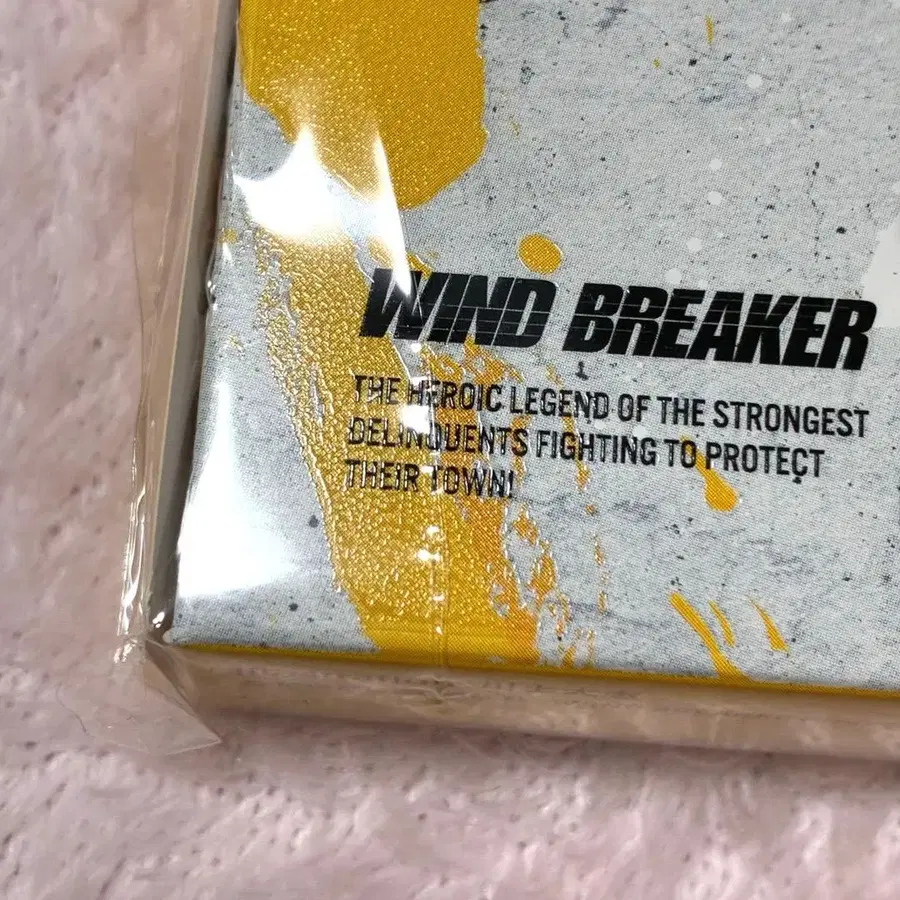 WIND BREAKER
THE HEROIC LEGEND OF THE STRONGEST
DELINQUENTS FIGHTING TO PROTECT
THEIR TOWN!